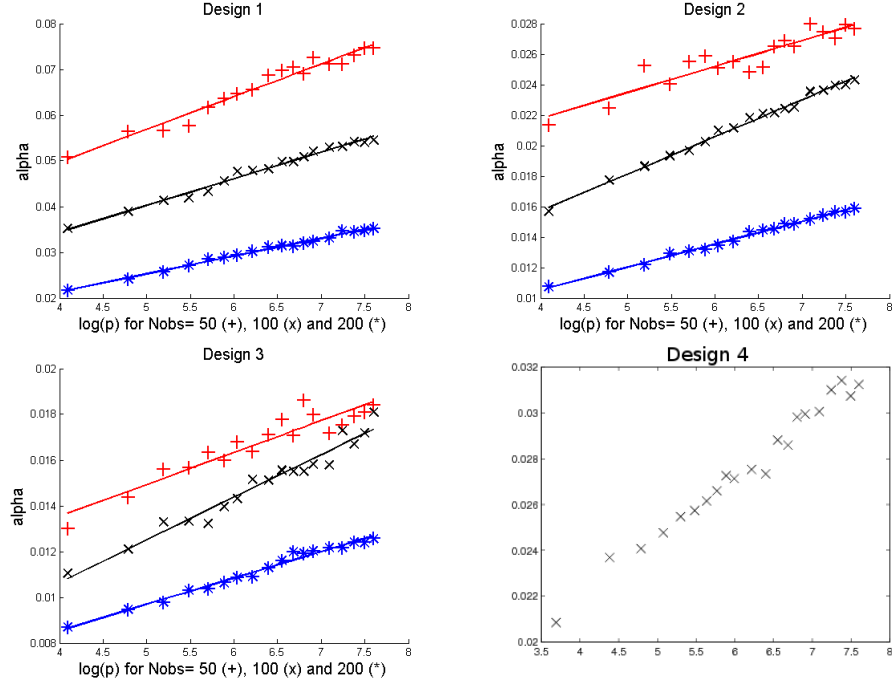 Design 1
0.08
0.07
0.06
0.05
0.04
0.03
0.02
alpha
4 4.5 5 5.5 6 6.5 7 7.5 8
log(p) for Nobs= 50 (+), 100 (x) and 200 (*)
Design 2
0.028
0.026
0.024
0.022
0.02
0.018
0.016
0.014
0.012
0.01
alpha
4 4.5 5 5.5 6 6.5 7 7.5 8
log(p) for Nobs= 50 (+), 100 (x) and 200 (*)
Design 3
0.02
0.018
0.016
0.014
0.012
0.01
0.008
alpha
4 4.5 5 5.5 6 6.5 7 7.5 8
log(p) for Nobs= 50 (+), 100 (x) and 200 (*)
Design 4
0.032
0.03
0.028
0.026
0.024
0.022
0.02
3.5 4 4.5 5 5.5 6 6.5 7 7.5 8